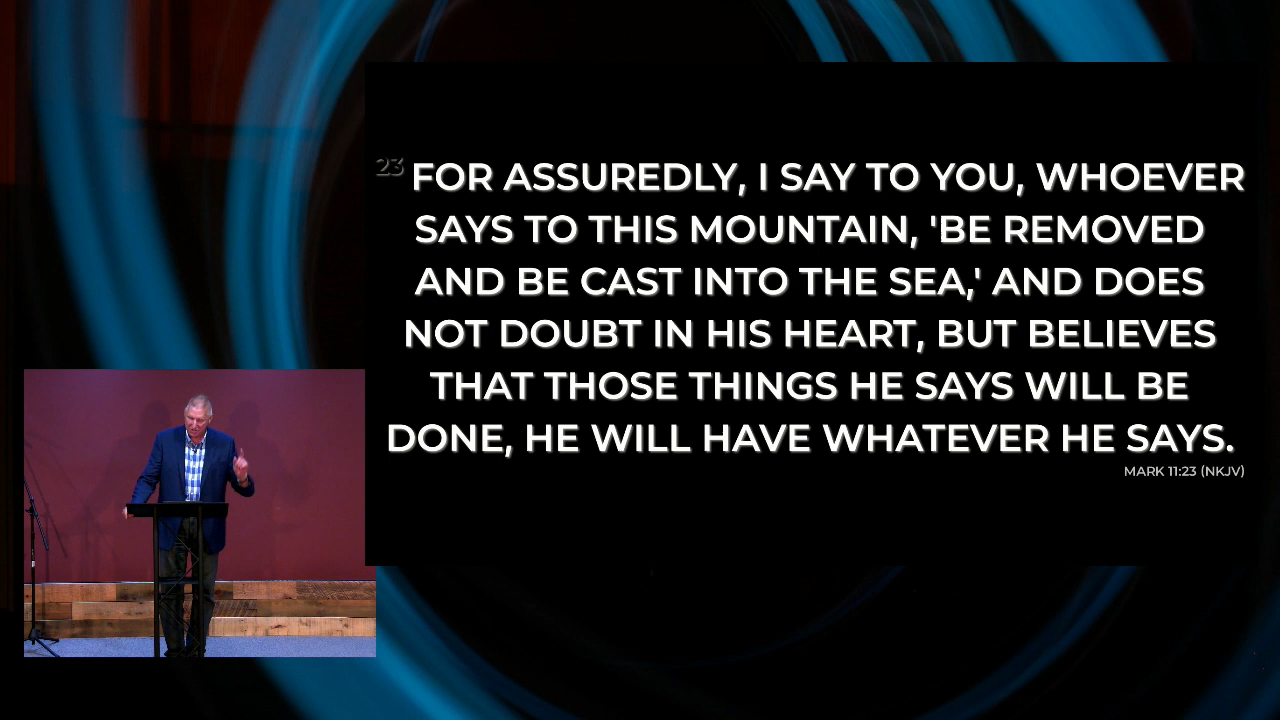 23 FOR ASSUREDLY, I SAY TO YOU, WHOEVER
SAYS TO THIS MOUNTAIN, 'BE REMOVED
AND BE CAST INTO THE SEA,' AND DOES
NOT DOUBT IN HIS HEART, BUT BELIEVES
THAT THOSE THINGS HE SAYS WILL BE
DONE, HE WILL HAVE WHATEVER HE SAYS.
MARK 11:23 (NKJV)